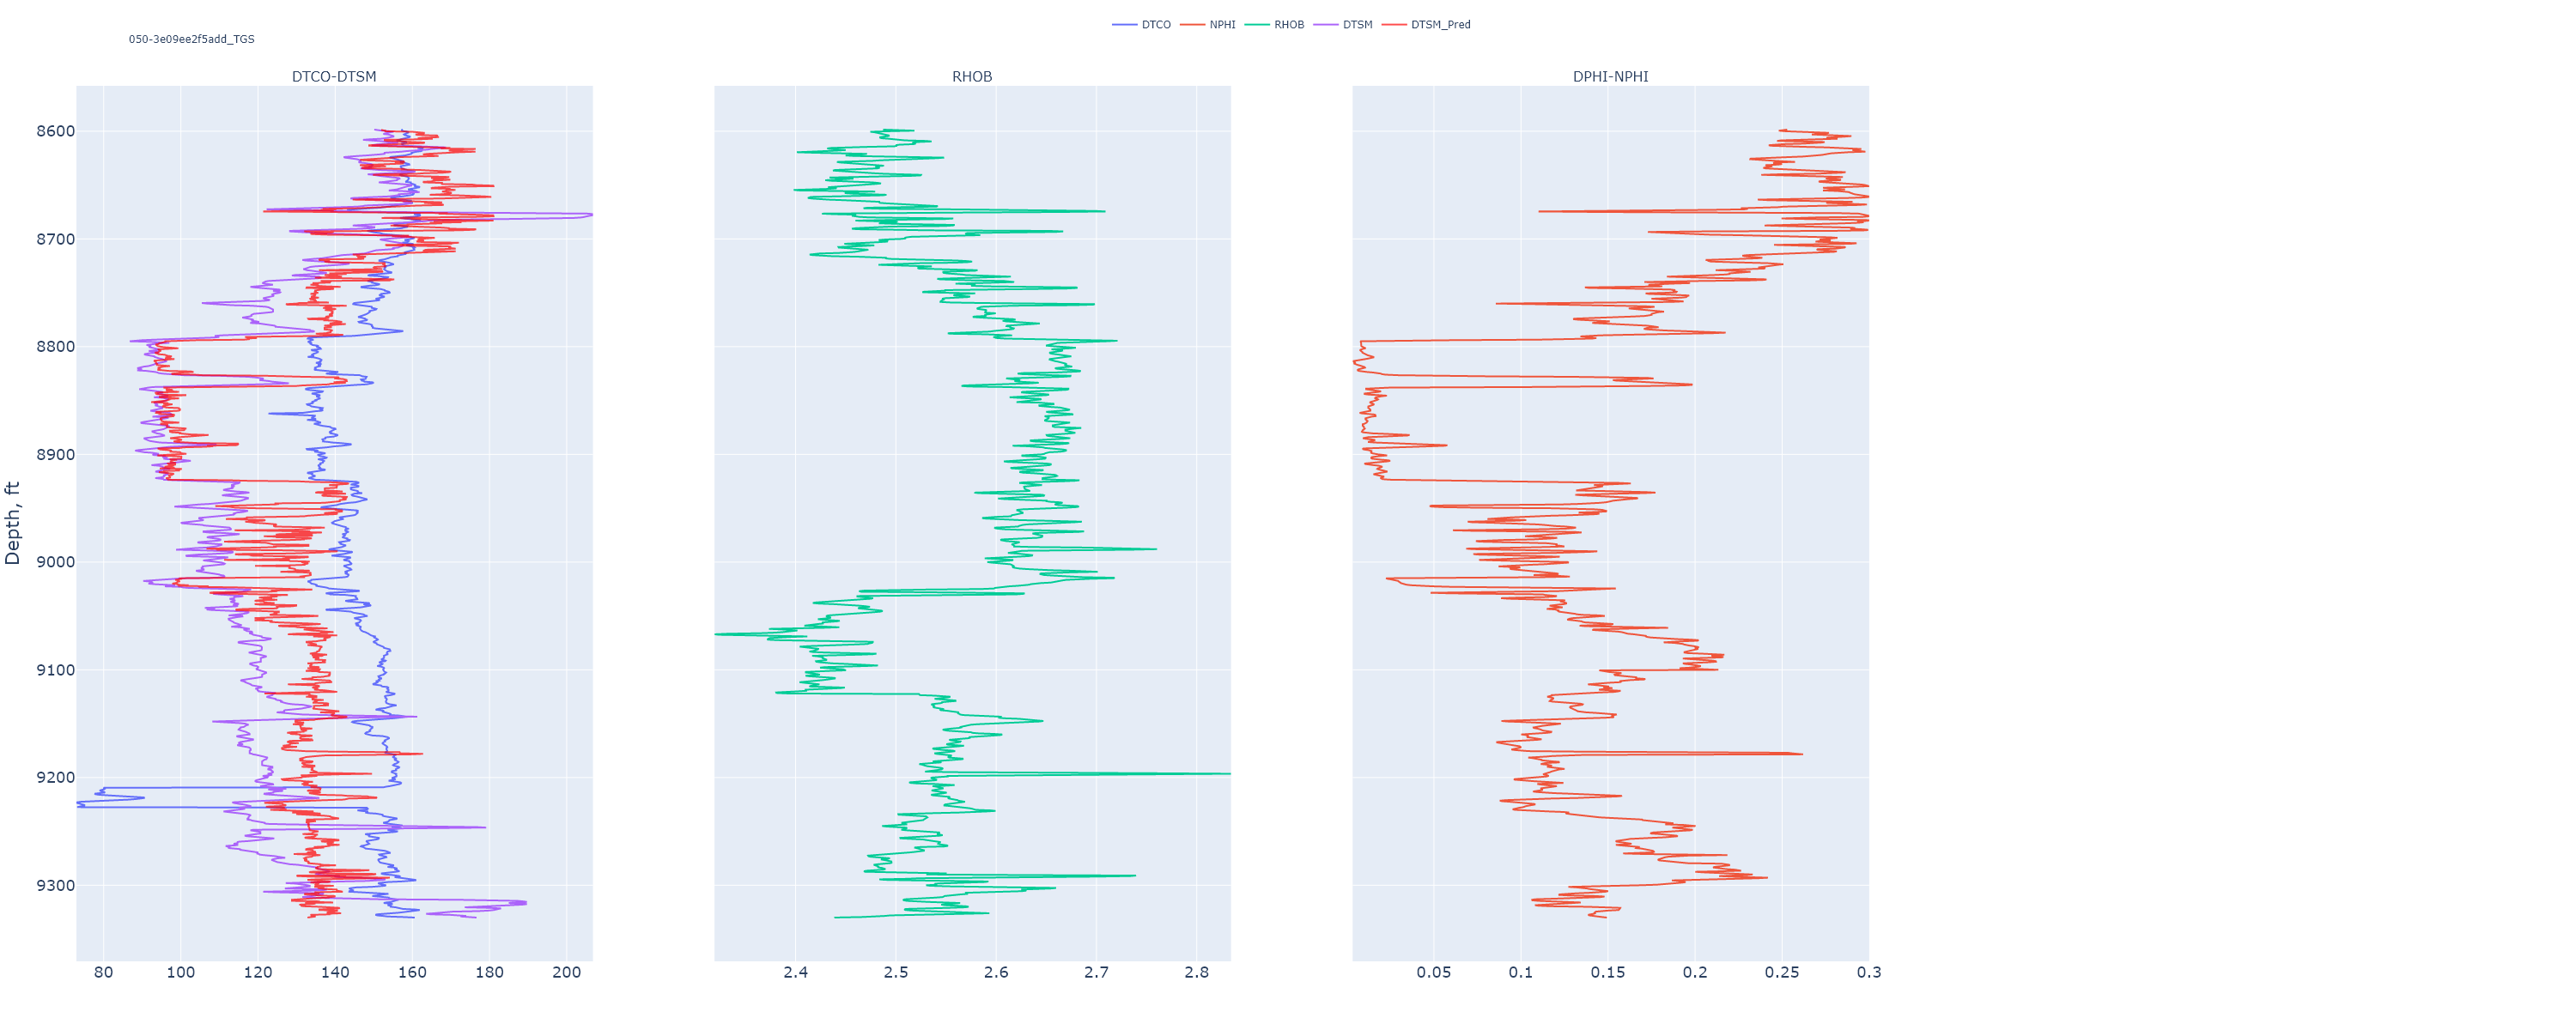 DTCO NPHI RHOB DTSM DTSM_Pred
050-3e09ee2f5add_TGS
DTCO-DTSM RHOB DPHI-NPHI
8600
8700
8800
8900
9000
9100
9200
9300
Depth, ft
80 100 120 140 160 180 200
2.4 2.5 2.6 2.7 2.8
0.05 0.1 0.15 0.2 0.25 0.3